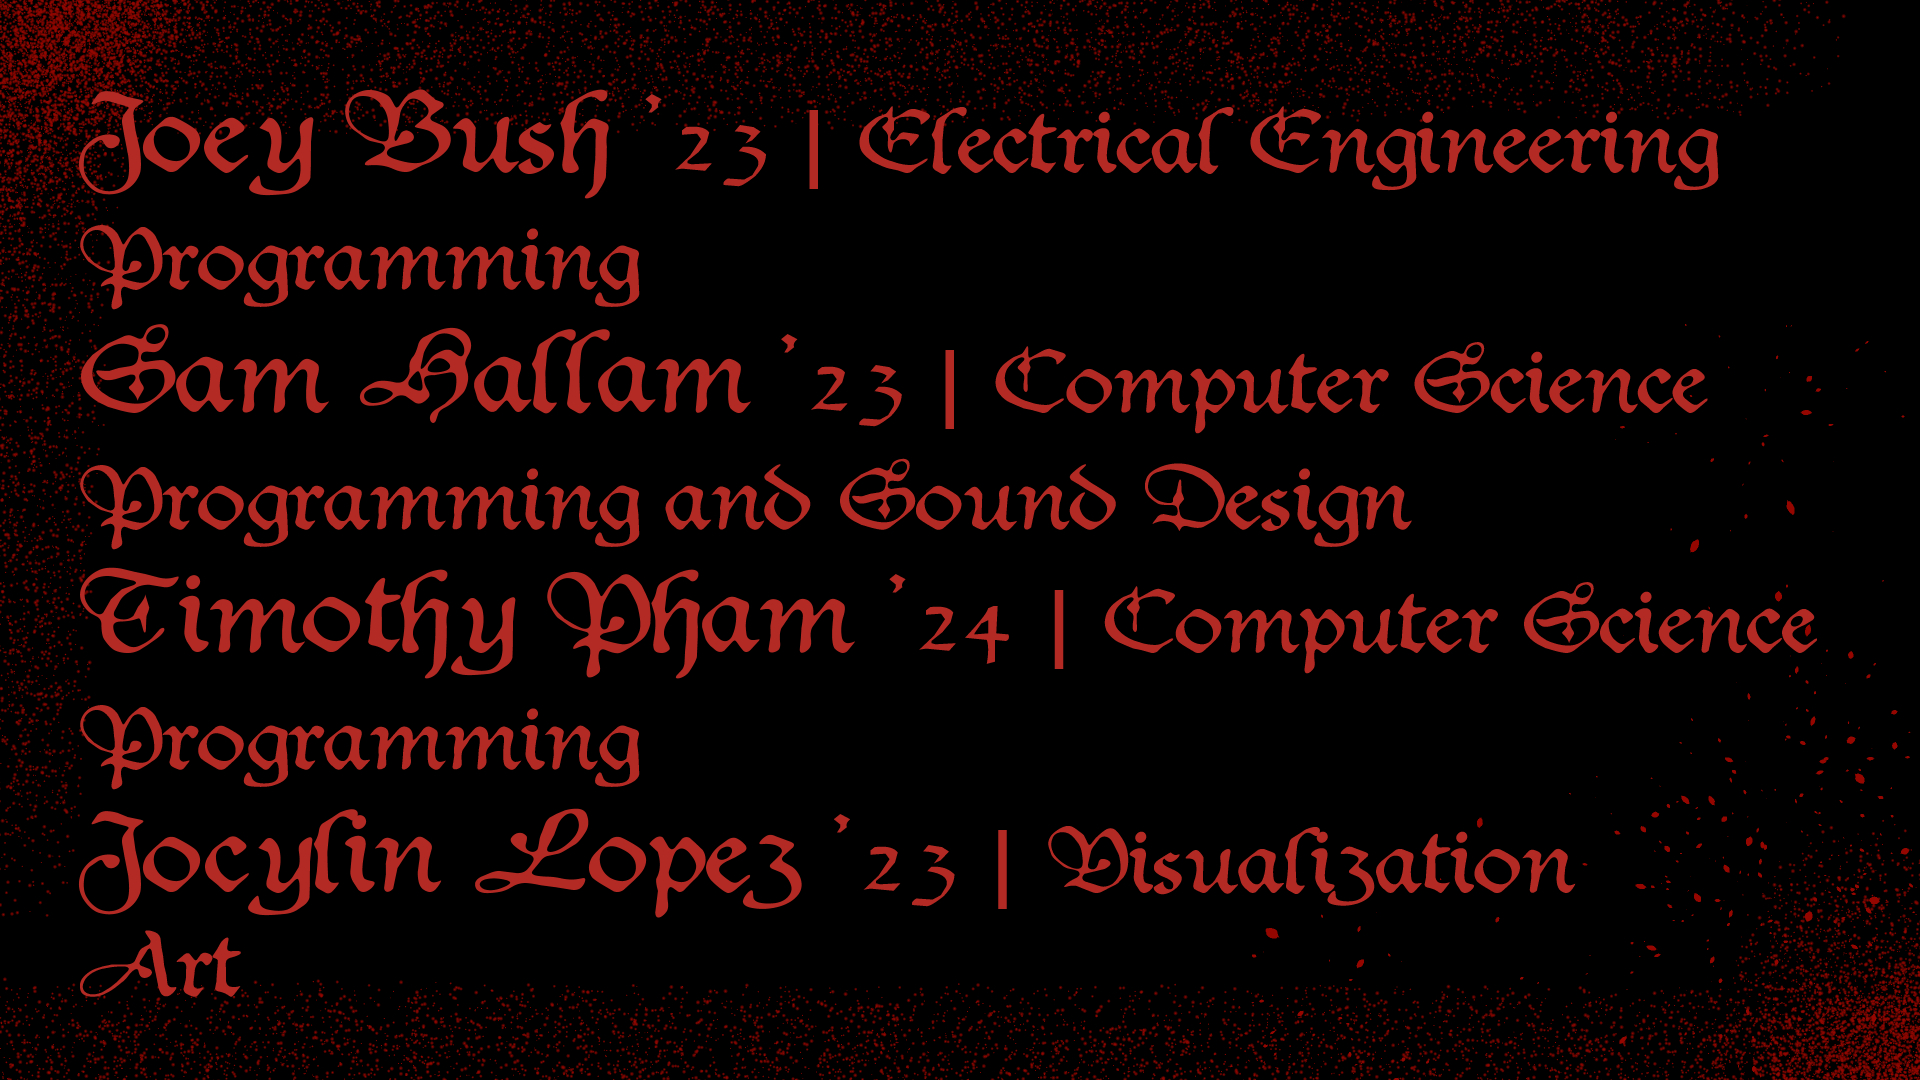 Joey Bush '23 | Electrical Engineering
Programming
Sam Hallam '23 | Computer Science
Programming and Sound Design
Timothy Pham '24 | Computer Science
Programming
Jocylin Lopez '23 | Visualization
Art